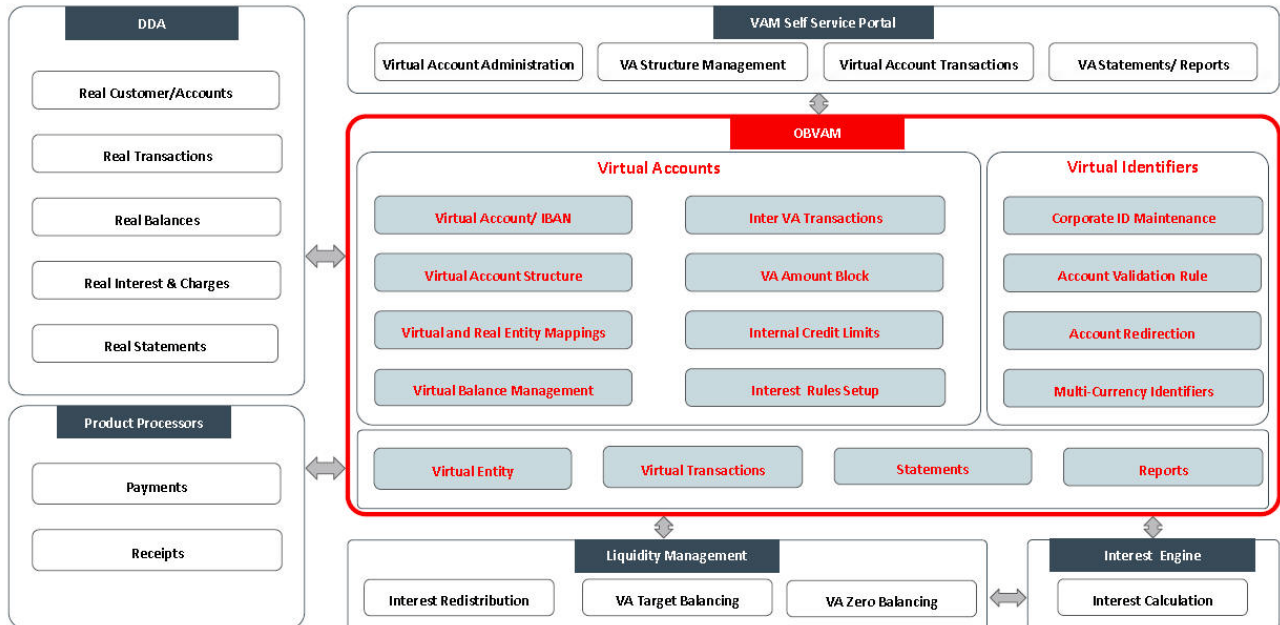 DDA
Real Customer/Accounts
Real Transactions
Real Balances
Real Interest & Charges
Real Statements
Product Processors
Payments
Receipts
VAM Self Service Portal
Virtual Account Administration
VA Structure Management
Virtual Account Transactions
VA Statements/ Reports
OBVAM
Virtual Accounts
Virtual Account/ IBAN
Inter VA Transactions
Virtual Account Structure
VA Amount Block
Virtual and Real Entity Mappings
Internal Credit Limits
Virtual Balance Management
Interest Rules Setup
Virtual Identifiers
Corporate ID Maintenance
Account Validation Rule
Account Redirection
Multi-Currency Identifiers
Virtual Entity
Virtual Transactions
Statements
Reports
Liquidity Management
Interest Redistribution
VA Target Balancing
VA Zero Balancing
Interest Engine
Interest Calculation